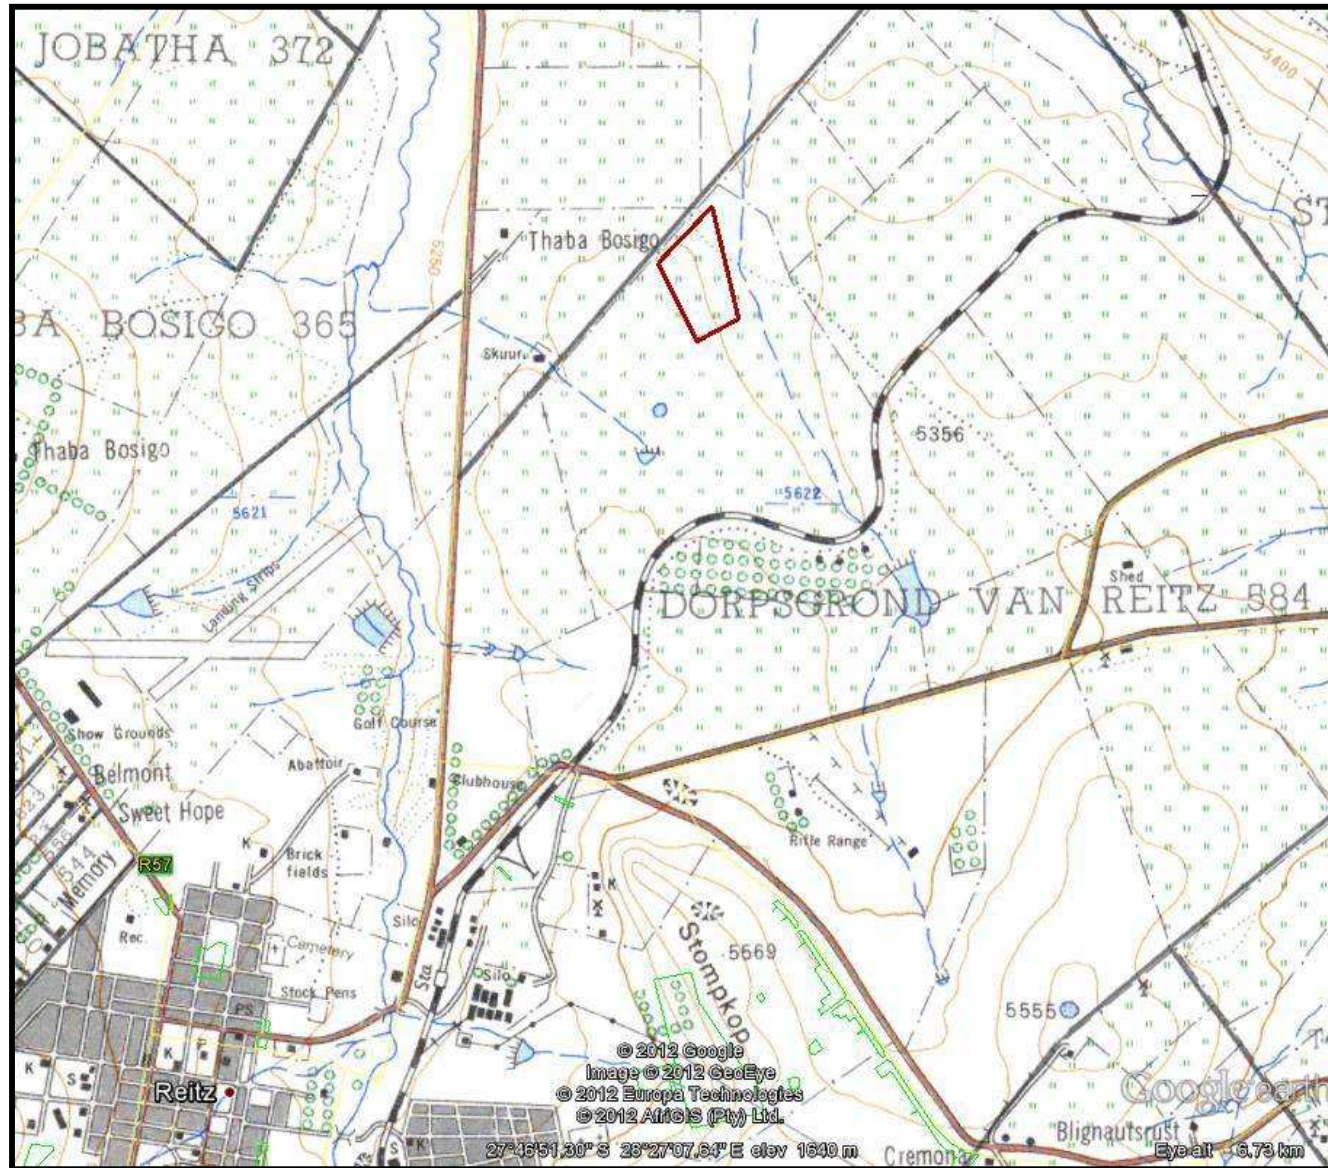 JOBATHA 372
5400
ST
Thaba Bosigo
5250
BA BOSIGO 365
Skuur
Thaba Bosigo
5356
5622
5621
Landing Strips
Shed
DORPSGROND VAN REITZ 584
Golf Course
Show Grounds
Abattoir
Clubhouse
Belmont
Sweet Hope
Rifle Range
K
R57
Brick
fields
544
Memory
K
Silo
Rec.
Cemetery
Stompkop
5569
Sta
Silo
Stock Pens
PS
5555
© 2012 Google
Image © 2012 GeoEye
© 2012 Europa Technologies
© 2012 AfriGIS (Pty) Ltd.
K
P
K
S
Reitz
Google earth
Blignautsrust
S
K
27°46'51,30" S 28°27'07,64" E elev 1640 m
Eye alt 6,73 km
Cremona